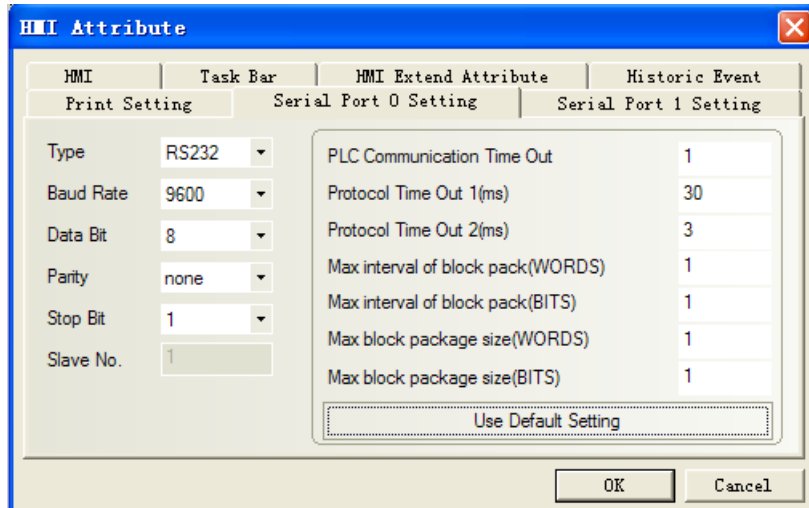 HMI Attribute
HMI Task Bar HMI Extend Attribute Historic Event
Print Setting Serial Port 0 Setting Serial Port 1 Setting
Type RS232
Baud Rate 9600
Data Bit 8
Parity none
Stop Bit 1
Slave No. 1
PLC Communication Time Out 1
Protocol Time Out 1(ms) 30
Protocol Time Out 2(ms) 3
Max interval of block pack(WORDS) 1
Max interval of block pack(BITS) 1
Max block package size(WORDS) 1
Max block package size(BITS) 1
Use Default Setting
OK Cancel